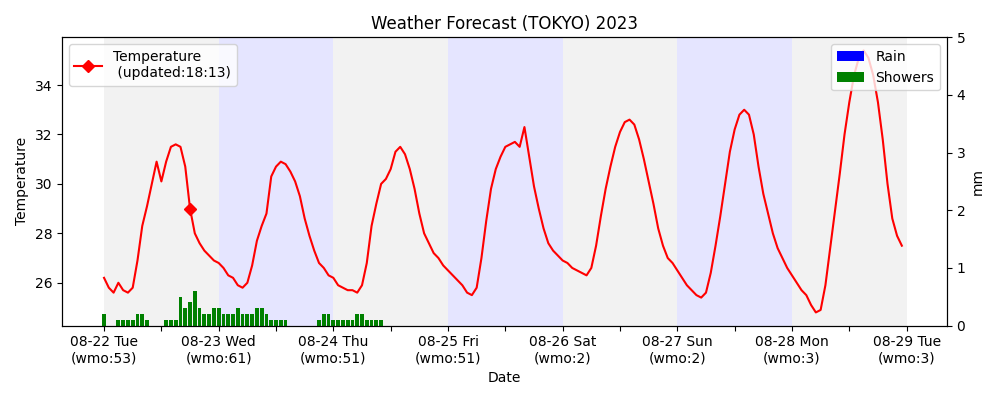 Weather Forecast (TOKYO) 2023
Temperature
(updated:18:13)
Rain
Showers
Temperature
34
32
30
28
26
5
4
3
2
1
0
mm
08-22 Tue
(wmo:53)
08-23 Wed
(wmo:61)
08-24 Thu
(wmo:51)
08-25 Fri
(wmo:51)
08-26 Sat
(wmo:2)
08-27 Sun
(wmo:2)
08-28 Mon
(wmo:3)
08-29 Tue
(wmo:3)
Date